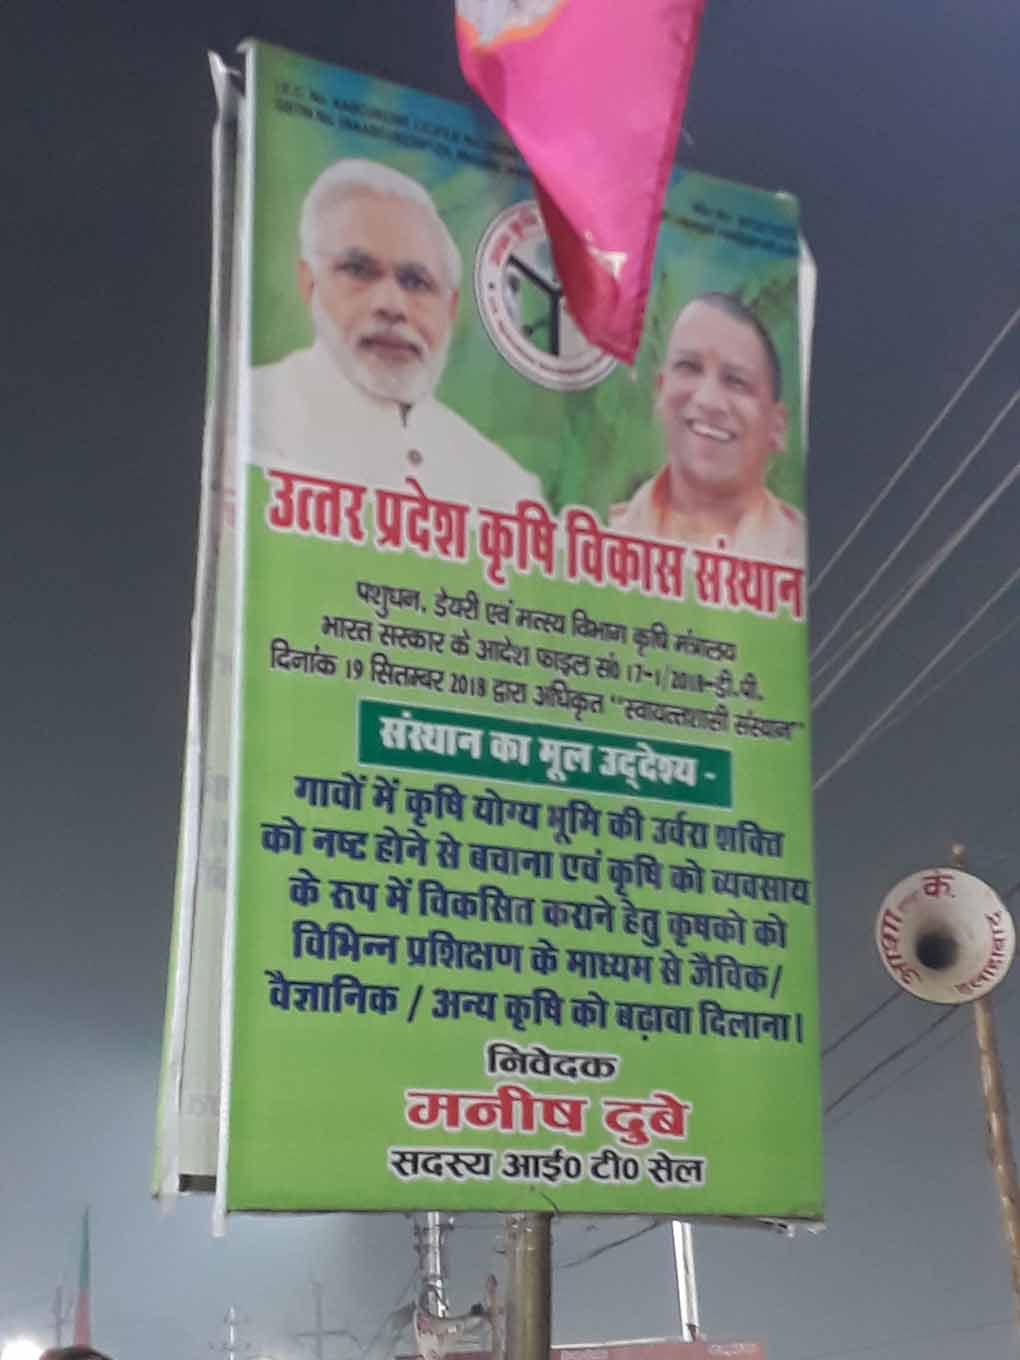 उत्तर प्रदेश कृषि विकास संस्थान
पशुधन, डेयरी एवं मत्स्य विभाग कृषि मंत्रालय
भारत सरकार के आदेश फाइल सं0 17-1/2018-डी.पी.
दिनांक 19 सितम्बर 2018 द्वारा अधिकृत "स्वायत्तशासी संस्थान"
संस्थान का मूल उद्देश्य -
गावों में कृषि योग्य भूमि की उर्वरा शक्ति
को नष्ट होने से बचाना एवं कृषि को व्यवसाय
के रूप में विकसित कराने हेतु कृषको को
विभिन्न प्रशिक्षण के माध्यम से जैविक/
वैज्ञानिक / अन्य कृषि को बढ़ावा दिलाना।
निवेदक
मनीष दुबे
सदस्य आई0 टी0 सेल
आशा
कं.
इलाहाबाद